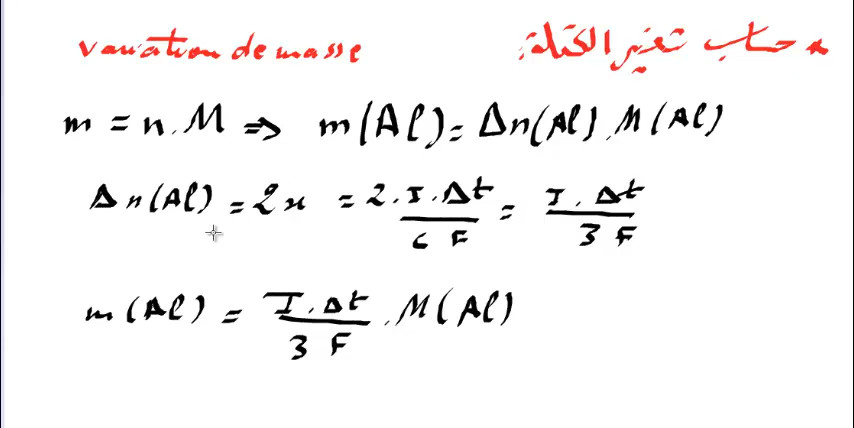 variation de masse * حساب تغير الكتلة:
m = n.M => m(Al) = Δn(Al).M(Al)
Δn(Al) = 2x = 2.I.Δt/6F = I.Δt/3F
m(Al) = I.Δt/3F .M(Al)